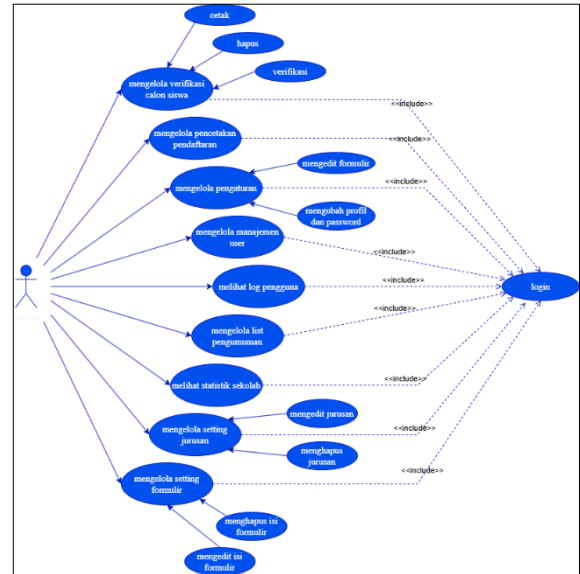 cetak
hapus
verifikasi
mengelola verifikasi
calon siswa
<<include>>
mengelola pencetakan
pendaftaran
<<include>>
mengedit formulir
mengelola pengaturan
<<include>>
mengubah profil
dan password
mengelola manajemen
user
<<include>>
melihat log pengguna
<<include>>
login
mengelola list
pengumuman
<<include>>
melihat statistik sekolah
<<include>>
mengedit jurusan
mengelola setting
jurusan
<<include>>
menghapus
jurusan
mengelola setting
formulir
<<include>>
menghapus isi
formulir
mengedit isi
formulir